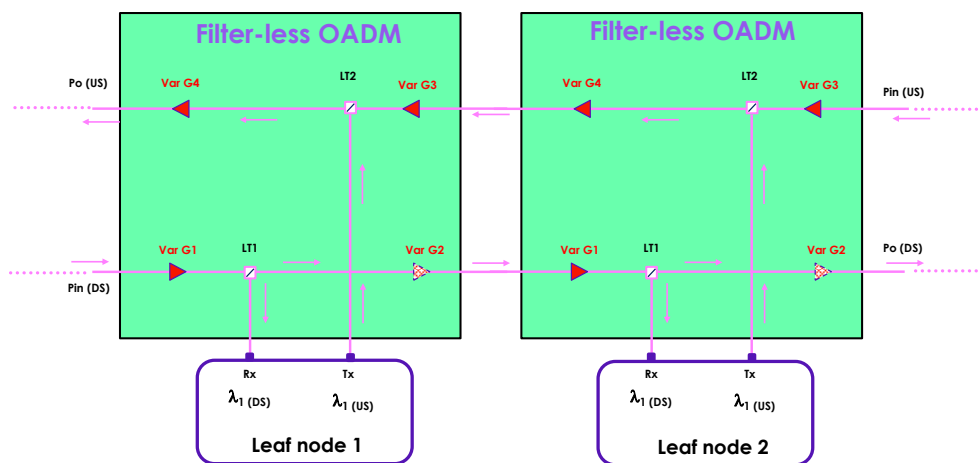 Filter-less OADM
Filter-less OADM
Po (US)
Var G4
LT2
Var G3
Var G4
LT2
Var G3
Pin (US)
Var G1
LT1
Var G2
Var G1
LT1
Var G2
Po (DS)
Pin (DS)
Rx
Tx
Rx
Tx
λ1 (DS)
λ1 (US)
λ1 (DS)
λ1 (US)
Leaf node 1
Leaf node 2